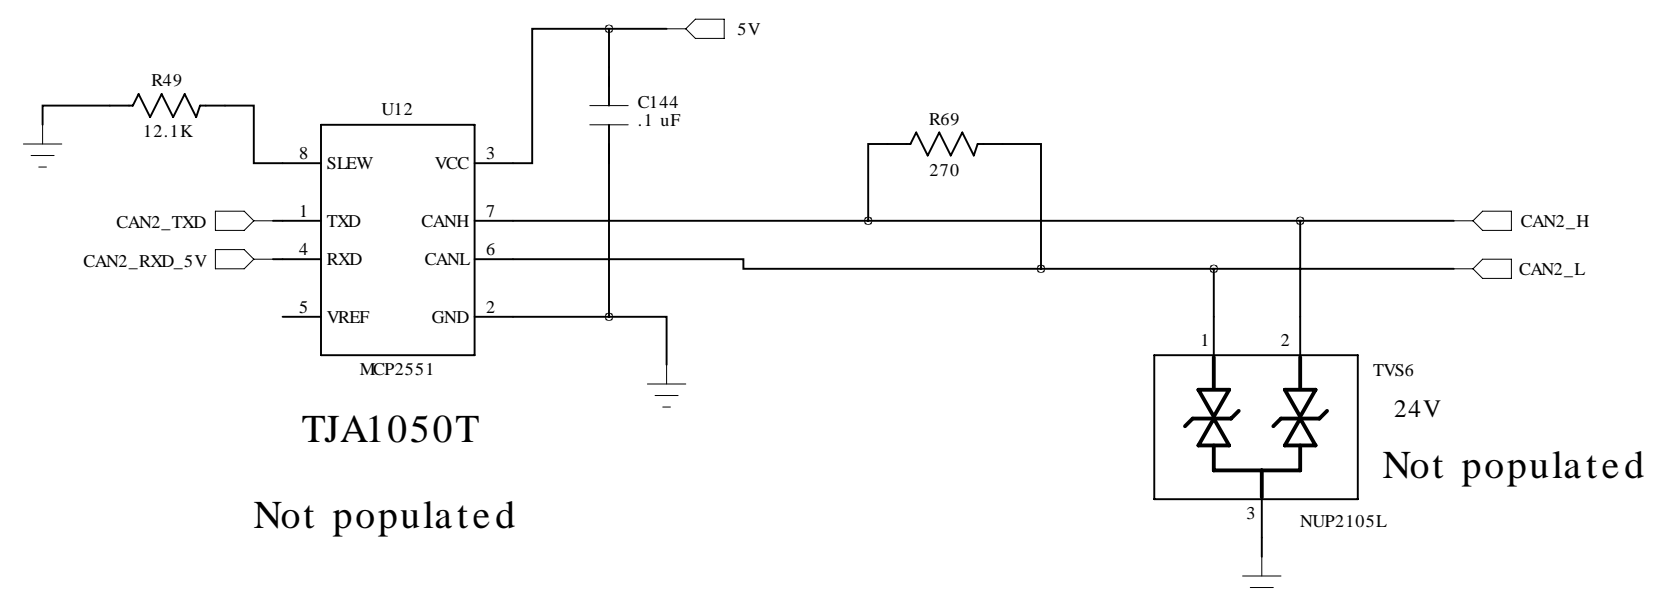 5V
R49
12.1K
U12
C144
.1 uF
R69
270
8 SLEW VCC 3
CAN2_TXD 1 TXD CANH 7 CAN2_H
CAN2_RXD_5V 4 RXD CANL 6 CAN2_L
5 VREF GND 2
MCP2551
TJA1050T
Not populated
1 2
TVS6
24V
Not populated
3
NUP2105L